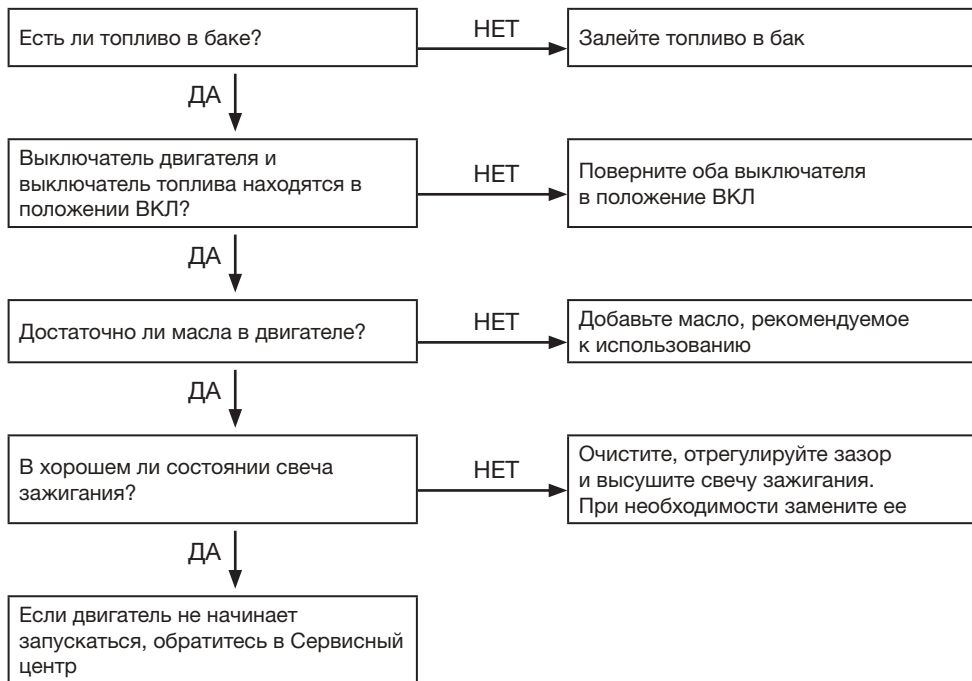 Есть ли топливо в баке?
НЕТ
Залейте топливо в бак
ДА
Выключатель двигателя и
выключатель топлива находятся в
положении ВКЛ?
НЕТ
Поверните оба выключателя
в положение ВКЛ
ДА
Достаточно ли масла в двигателе?
НЕТ
Добавьте масло, рекомендуемое
к использованию
ДА
В хорошем ли состоянии свеча
зажигания?
НЕТ
Очистите, отрегулируйте зазор
и высушите свечу зажигания.
При необходимости замените ее
ДА
Если двигатель не начинает
запускаться, обратитесь в Сервисный
центр